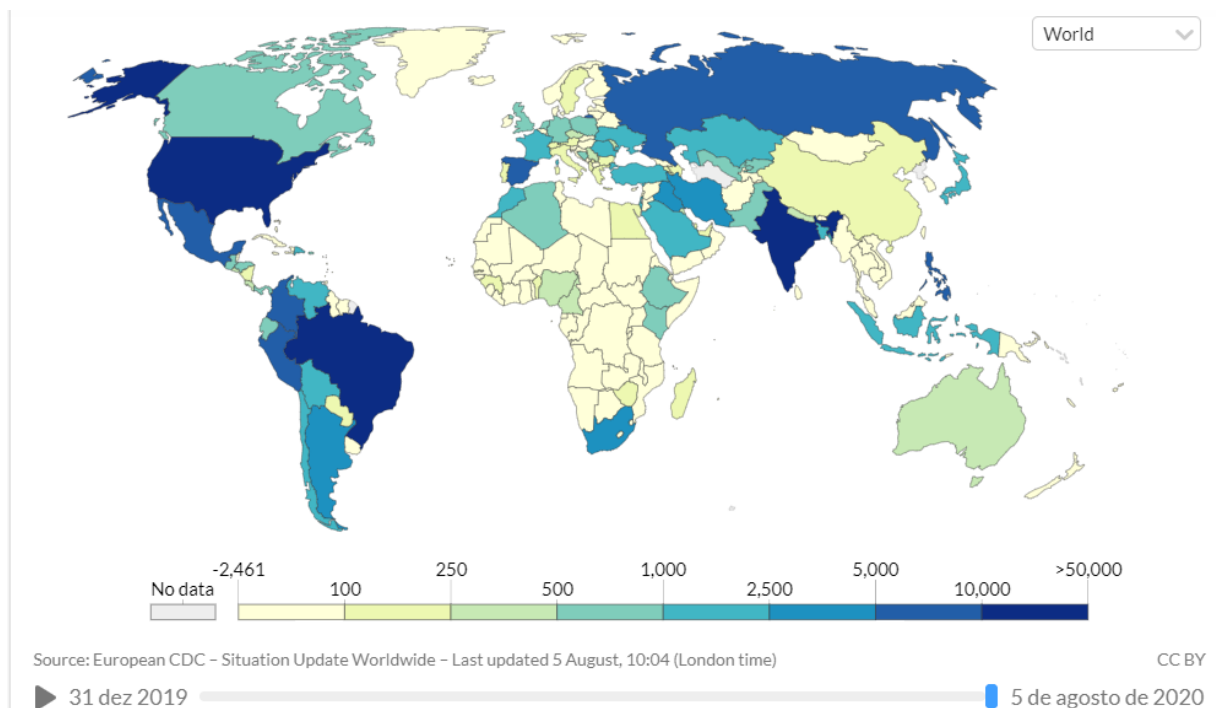 World
-2,461 250 1,000 5,000 >50,000
No data 100 500 2,500 10,000
Source: European CDC – Situation Update Worldwide – Last updated 5 August, 10:04 (London time) CC BY
31 dez 2019 5 de agosto de 2020